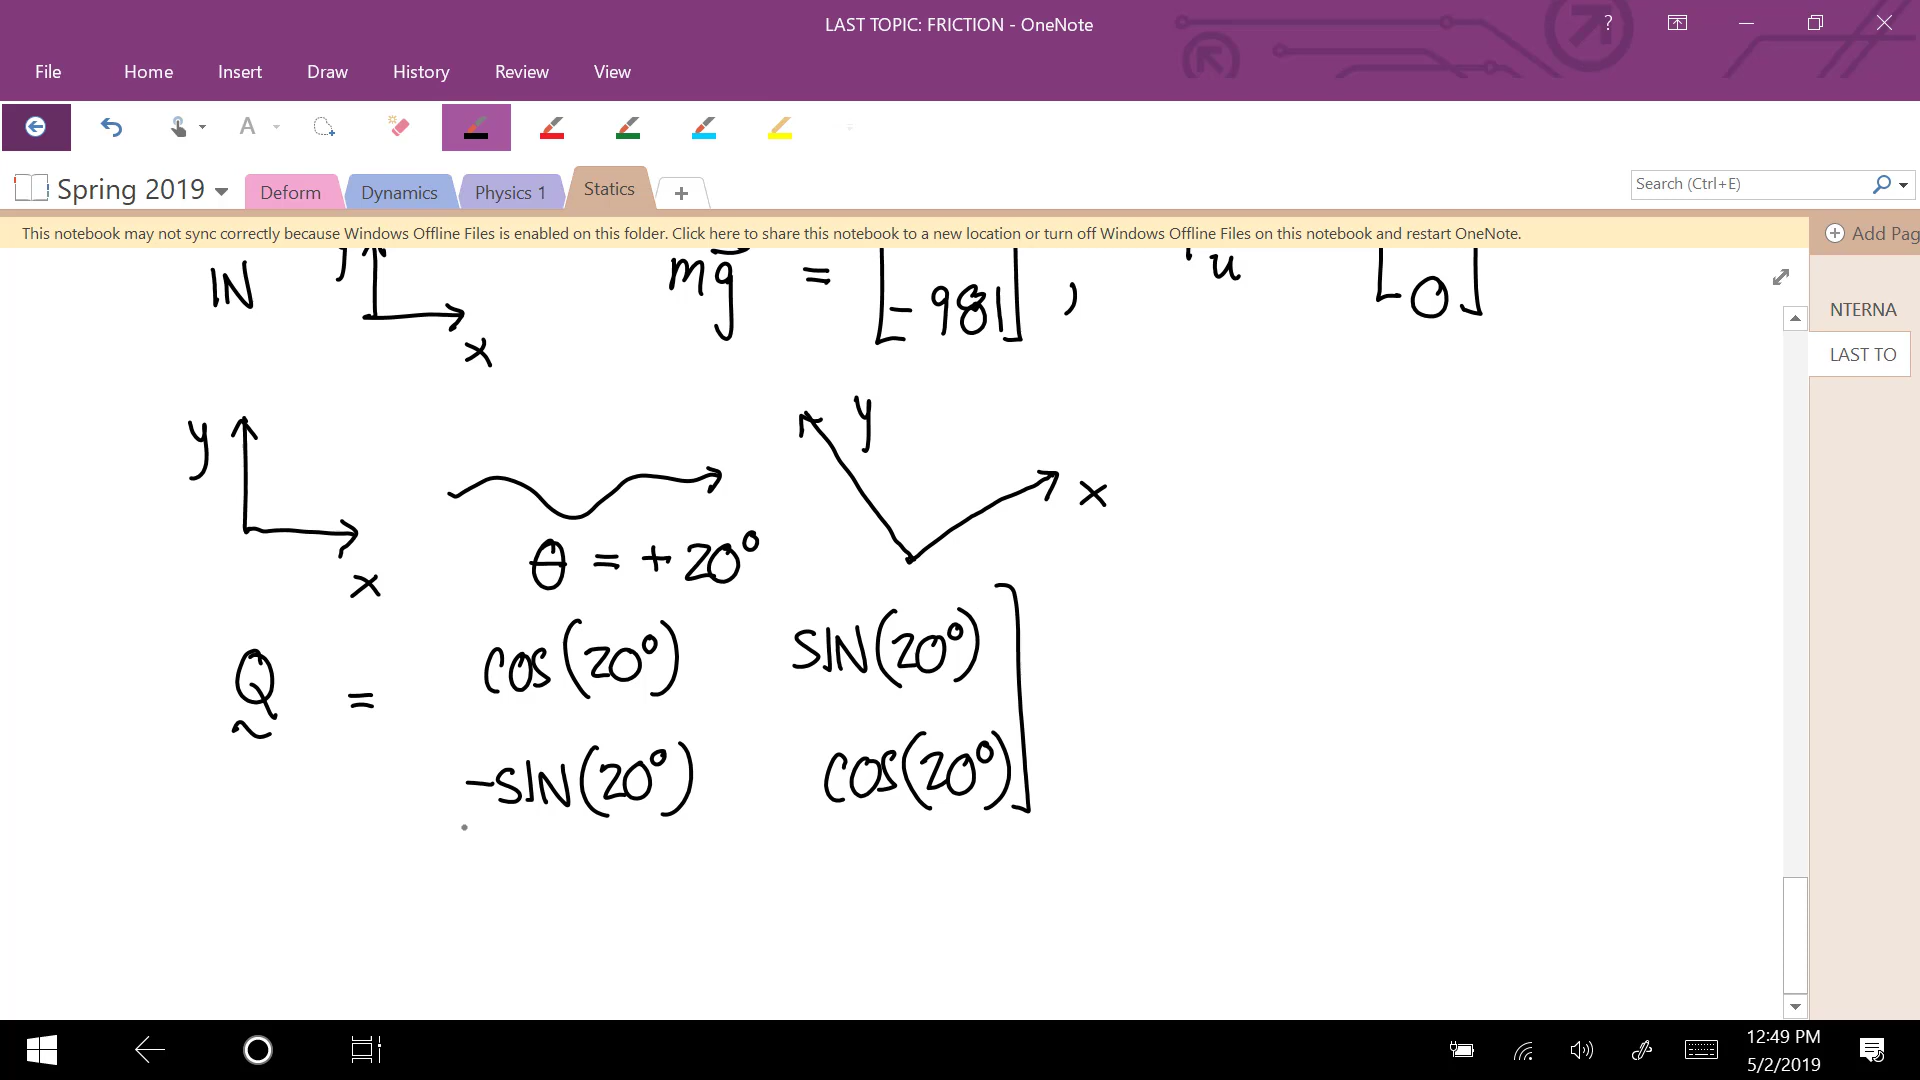 LAST TOPIC: FRICTION - OneNote
?
File Home Insert Draw History Review View
A
Spring 2019 Deform Dynamics Physics 1 Statics +
Search (Ctrl+E)
This notebook may not sync correctly because Windows Offline Files is enabled on this folder. Click here to share this notebook to a new location or turn off Windows Offline Files on this notebook and restart OneNote.
Add Pag
NTERNA
LAST TO
IN y x mg = [-981], u [0]
y x y x
θ = +20°
Q = cos(20°) SIN(20°)]
~ -SIN(20°) cos(20°)
12:49 PM
5/2/2019